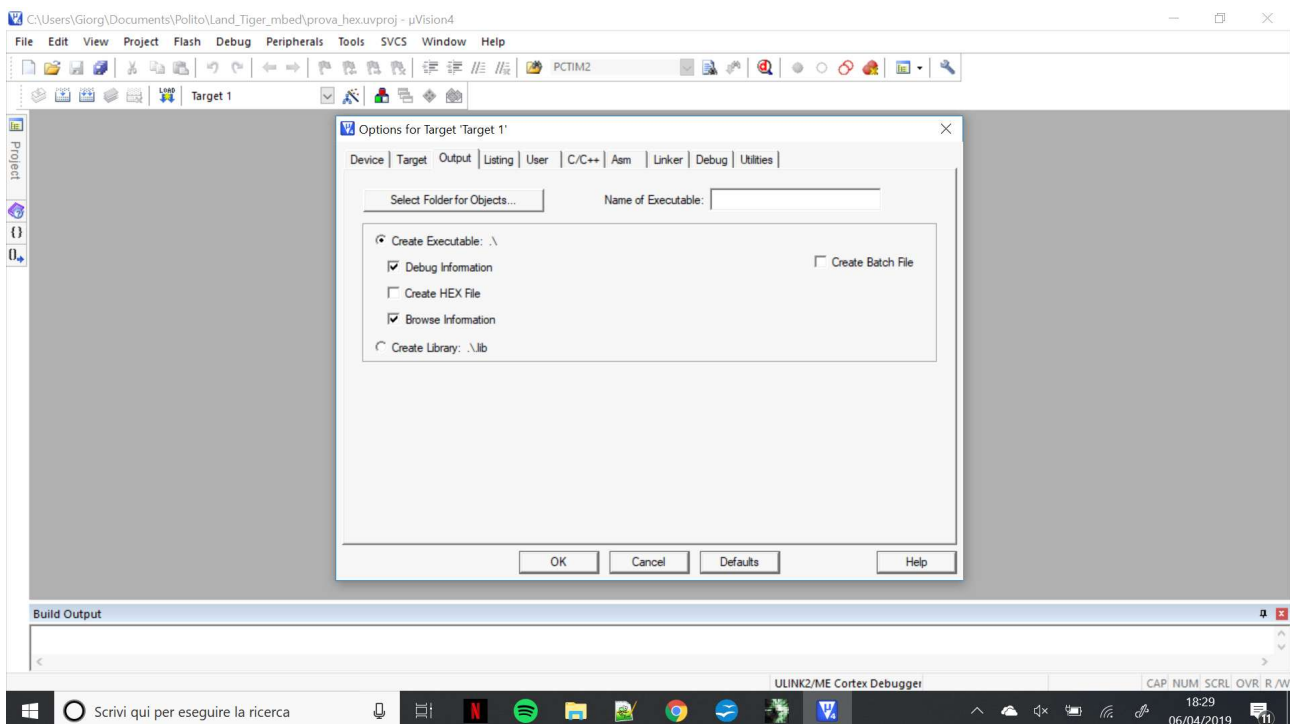 C:\Users\Giorg\Documents\Polito\Land_Tiger_mbed\prova_hex.uvproj - µVision4
File Edit View Project Flash Debug Peripherals Tools SVCS Window Help
PCTIM2
LOAD Target 1
Project
Options for Target 'Target 1'
Device Target Output Listing User C/C++ Asm Linker Debug Utilities
Select Folder for Objects... Name of Executable:
Create Executable: .\
Debug Information Create Batch File
Create HEX File
Browse Information
Create Library: .\.lib
OK Cancel Defaults Help
Build Output
ULINK2/ME Cortex Debugger CAP NUM SCRL OVR R/W
Scrivi qui per eseguire la ricerca
18:29
06/04/2019
11